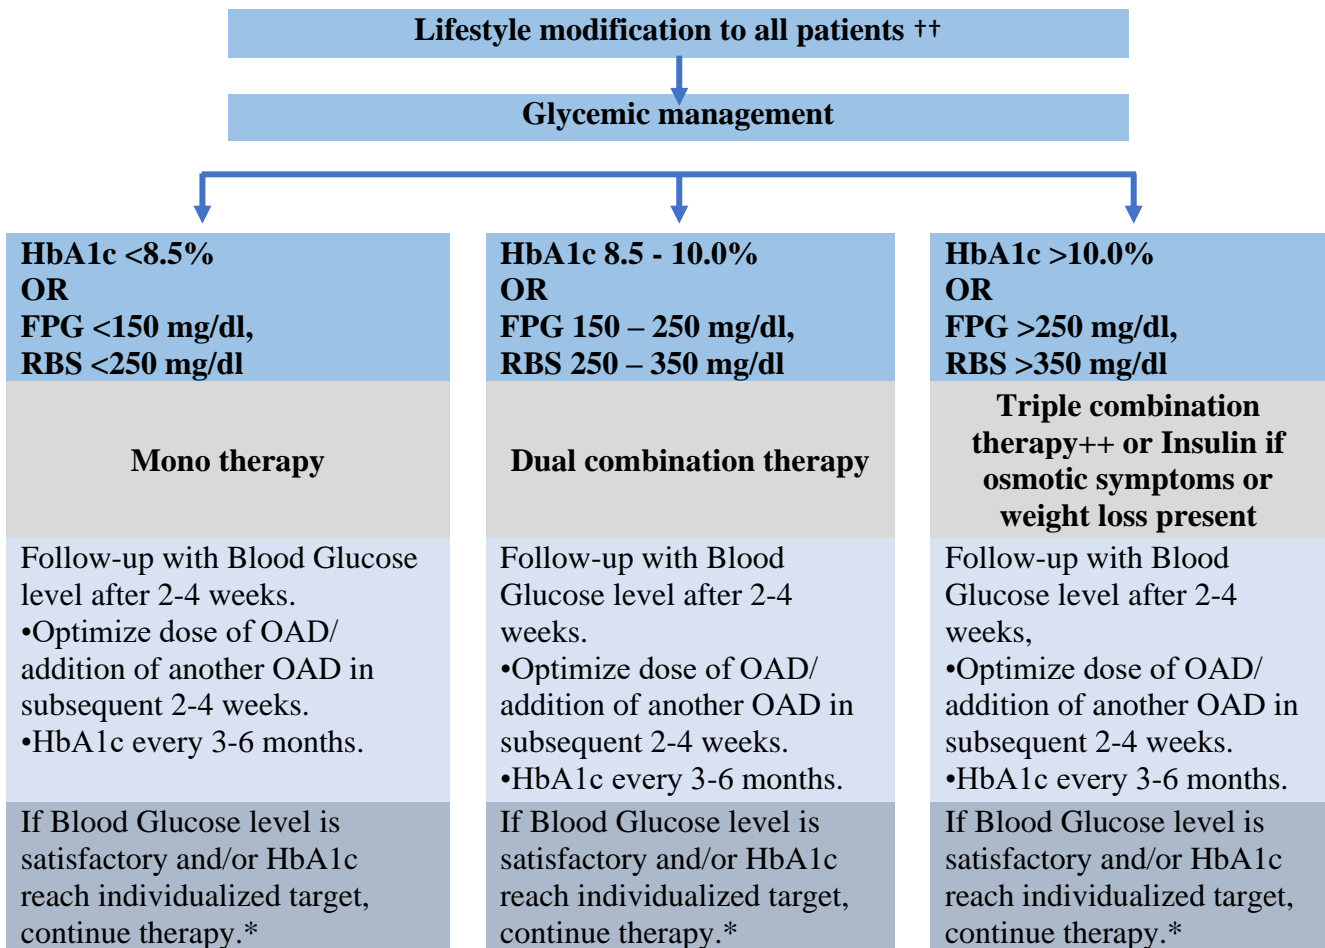 Lifestyle modification to all patients ††
Glycemic management
HbA1c <8.5%
OR
FPG <150 mg/dl,
RBS <250 mg/dl
Mono therapy
Follow-up with Blood Glucose
level after 2-4 weeks.
•Optimize dose of OAD/
addition of another OAD in
subsequent 2-4 weeks.
•HbA1c every 3-6 months.
If Blood Glucose level is
satisfactory and/or HbA1c
reach individualized target,
continue therapy.*
HbA1c 8.5 - 10.0%
OR
FPG 150 – 250 mg/dl,
RBS 250 – 350 mg/dl
Dual combination therapy
Follow-up with Blood
Glucose level after 2-4
weeks.
•Optimize dose of OAD/
addition of another OAD in
subsequent 2-4 weeks.
•HbA1c every 3-6 months.
If Blood Glucose level is
satisfactory and/or HbA1c
reach individualized target,
continue therapy.*
HbA1c >10.0%
OR
FPG >250 mg/dl,
RBS >350 mg/dl
Triple combination
therapy++ or Insulin if
osmotic symptoms or
weight loss present
Follow-up with Blood
Glucose level after 2-4
weeks,
•Optimize dose of OAD/
addition of another OAD in
subsequent 2-4 weeks.
•HbA1c every 3-6 months.
If Blood Glucose level is
satisfactory and/or HbA1c
reach individualized target,
continue therapy.*